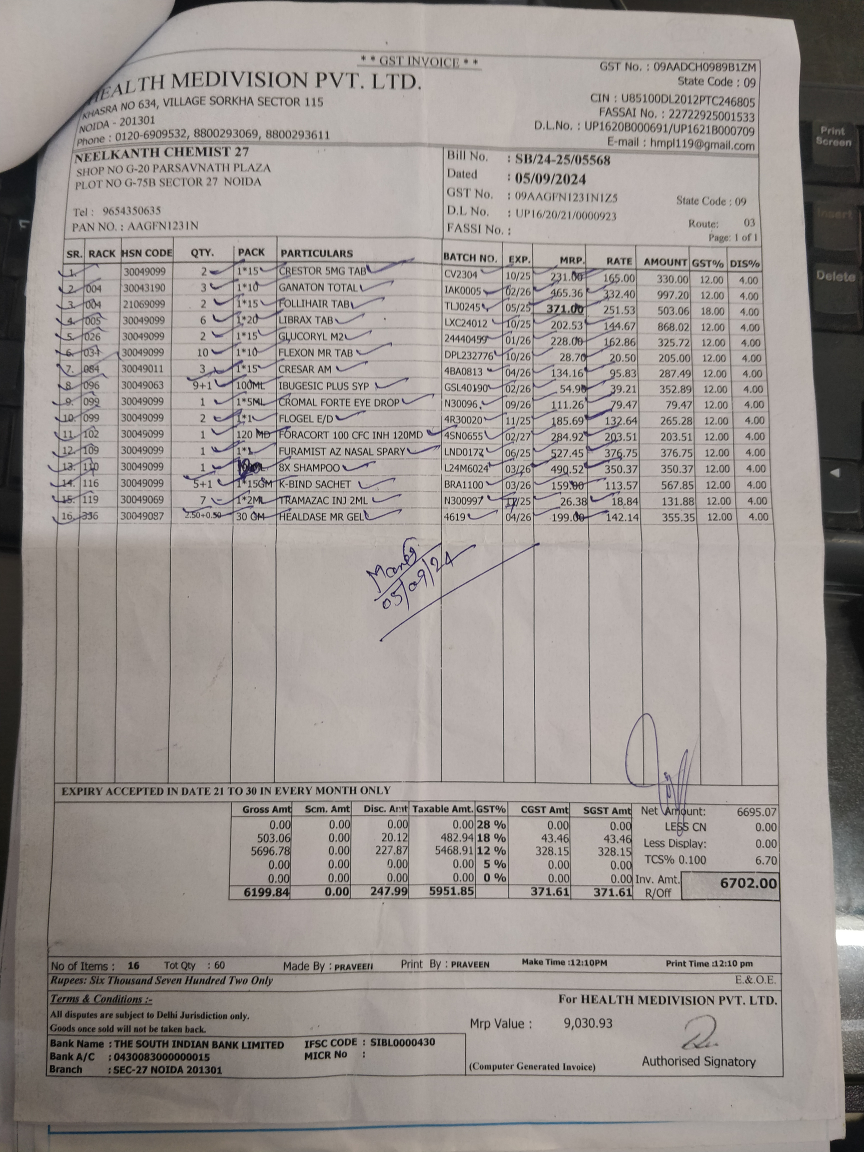 * * GST INVOICE * *
HEALTH MEDIVISION PVT. LTD.
KHASRA NO 634, VILLAGE SORKHA SECTOR 115
NOIDA - 201301
Phone : 0120-6909532, 8800293069, 8800293611
GST No. : 09AADCH0989B1ZM
State Code : 09
CIN : U85100DL2012PTC246805
FASSAI No. : 22722925001533
D.L.No. : UP1620B000691/UP1621B000709
E-mail : hmpl119@gmail.com
NEELKANTH CHEMIST 27
SHOP NO G-20 PARSAVNATH PLAZA
PLOT NO G-75B SECTOR 27 NOIDA
Tel : 9654350635
PAN NO. : AAGFN1231N
Bill No. : SB/24-25/05568
Dated : 05/09/2024
GST No. : 09AAGFN1231N1Z5 State Code : 09
D.L No. : UP16/20/21/0000923
FASSI No. : Route: 03
Page: 1 of 1
SR. RACK HSN CODE QTY. PACK PARTICULARS BATCH NO. EXP. MRP. RATE AMOUNT GST% DIS%
1. 30049099 2 1*15 CRESTOR 5MG TAB CV2304 10/25 231.00 165.00 330.00 12.00 4.00
2. 004 30043190 3 1*10 GANATON TOTAL IAK0005 02/26 465.36 332.40 997.20 12.00 4.00
3. 004 21069099 2 1*15 FOLLIHAIR TAB TLJ0245 05/25 371.00 251.53 503.06 18.00 4.00
4. 005 30049099 6 1*20 LIBRAX TAB LXC24012 10/25 202.53 144.67 868.02 12.00 4.00
5. 026 30049099 2 1*15 GLUCORYL M2 24440459 01/26 228.00 162.86 325.72 12.00 4.00
6. 031 30049099 10 1*10 FLEXON MR TAB DPL232776 10/26 28.70 20.50 205.00 12.00 4.00
7. 084 30049011 3 1*15 CRESAR AM 4BA0813 04/26 134.16 95.83 287.49 12.00 4.00
8. 096 30049063 9+1 100ML IBUGESIC PLUS SYP GSL40190 02/26 54.90 39.21 352.89 12.00 4.00
9. 099 30049099 1 1*5ML CROMAL FORTE EYE DROP N30096 09/26 111.26 79.47 79.47 12.00 4.00
10. 099 30049099 2 1*1 FLOGEL E/D 4R30020 11/25 185.69 132.64 265.28 12.00 4.00
11. 102 30049099 1 120 MD FORACORT 100 CFC INH 120MD 4SN0655 02/27 284.92 203.51 203.51 12.00 4.00
12. 109 30049099 1 1*1 FURAMIST AZ NASAL SPARY LND0177 06/25 527.45 376.75 376.75 12.00 4.00
13. 110 30049099 1 8X SHAMPOO L24M6024 03/26 490.52 350.37 350.37 12.00 4.00
14. 116 30049099 5+1 1*15GM K-BIND SACHET BRA1100 03/26 159.00 113.57 567.85 12.00 4.00
15. 119 30049069 7 1*2ML TRAMAZAC INJ 2ML N300997 /25 26.38 18.84 131.88 12.00 4.00
16. 336 30049087 2.50+0.50 30 GM HEALDASE MR GEL 4619 04/26 199.00 142.14 355.35 12.00 4.00
05/09/24
EXPIRY ACCEPTED IN DATE 21 TO 30 IN EVERY MONTH ONLY
Gross Amt Scm. Amt Disc. Amt Taxable Amt. GST% CGST Amt SGST Amt
0.00 0.00 0.00 0.00 28 % 0.00 0.00
503.06 0.00 20.12 482.94 18 % 43.46 43.46
5696.78 0.00 227.87 5468.91 12 % 328.15 328.15
0.00 0.00 0.00 0.00 5 % 0.00 0.00
0.00 0.00 0.00 0.00 0 % 0.00 0.00
6199.84 0.00 247.99 5951.85 371.61 371.61
Net Amount: 6695.07
LESS CN 0.00
Less Display: 0.00
TCS% 0.100 6.70
Inv. Amt. 6702.00
R/Off
No of Items : 16 Tot Qty : 60 Made By : PRAVEEN Print By : PRAVEEN Make Time :12:10PM Print Time :12:10 pm
Rupees: Six Thousand Seven Hundred Two Only E.& O.E.
Terms & Conditions :-
All disputes are subject to Delhi Jurisdiction only.
Goods once sold will not be taken back.
Bank Name : THE SOUTH INDIAN BANK LIMITED IFSC CODE : SIBL0000430
Bank A/C : 0430083000000015 MICR No :
Branch : SEC-27 NOIDA 201301
For HEALTH MEDIVISION PVT. LTD.
Mrp Value : 9,030.93
Authorised Signatory
(Computer Generated Invoice)
Print
Screen
Insert
Delete